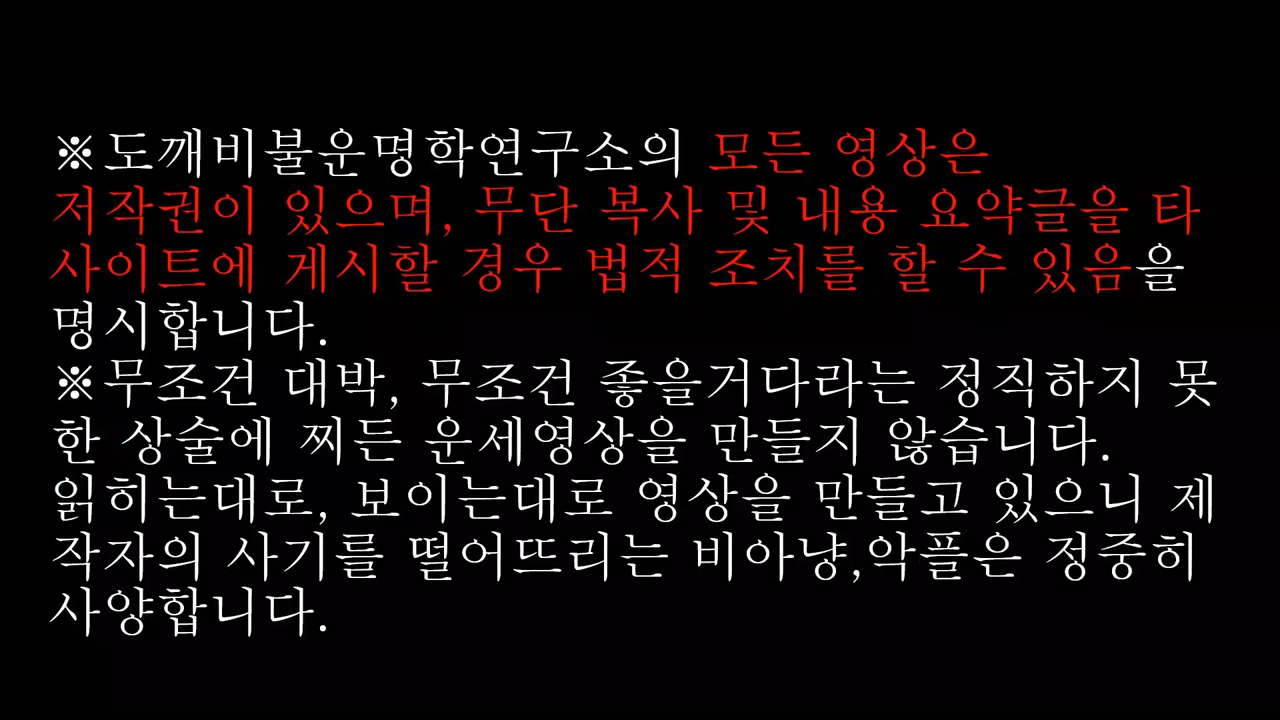 ※도깨비불운명학연구소의 모든 영상은
저작권이 있으며, 무단 복사 및 내용 요약글을 타
사이트에 게시할 경우 법적 조치를 할 수 있음을
명시합니다.
※무조건 대박, 무조건 좋을거다라는 정직하지 못
한 상술에 찌든 운세영상을 만들지 않습니다.
읽히는대로, 보이는대로 영상을 만들고 있으니 제
작자의 사기를 떨어뜨리는 비아냥,악플은 정중히
사양합니다.